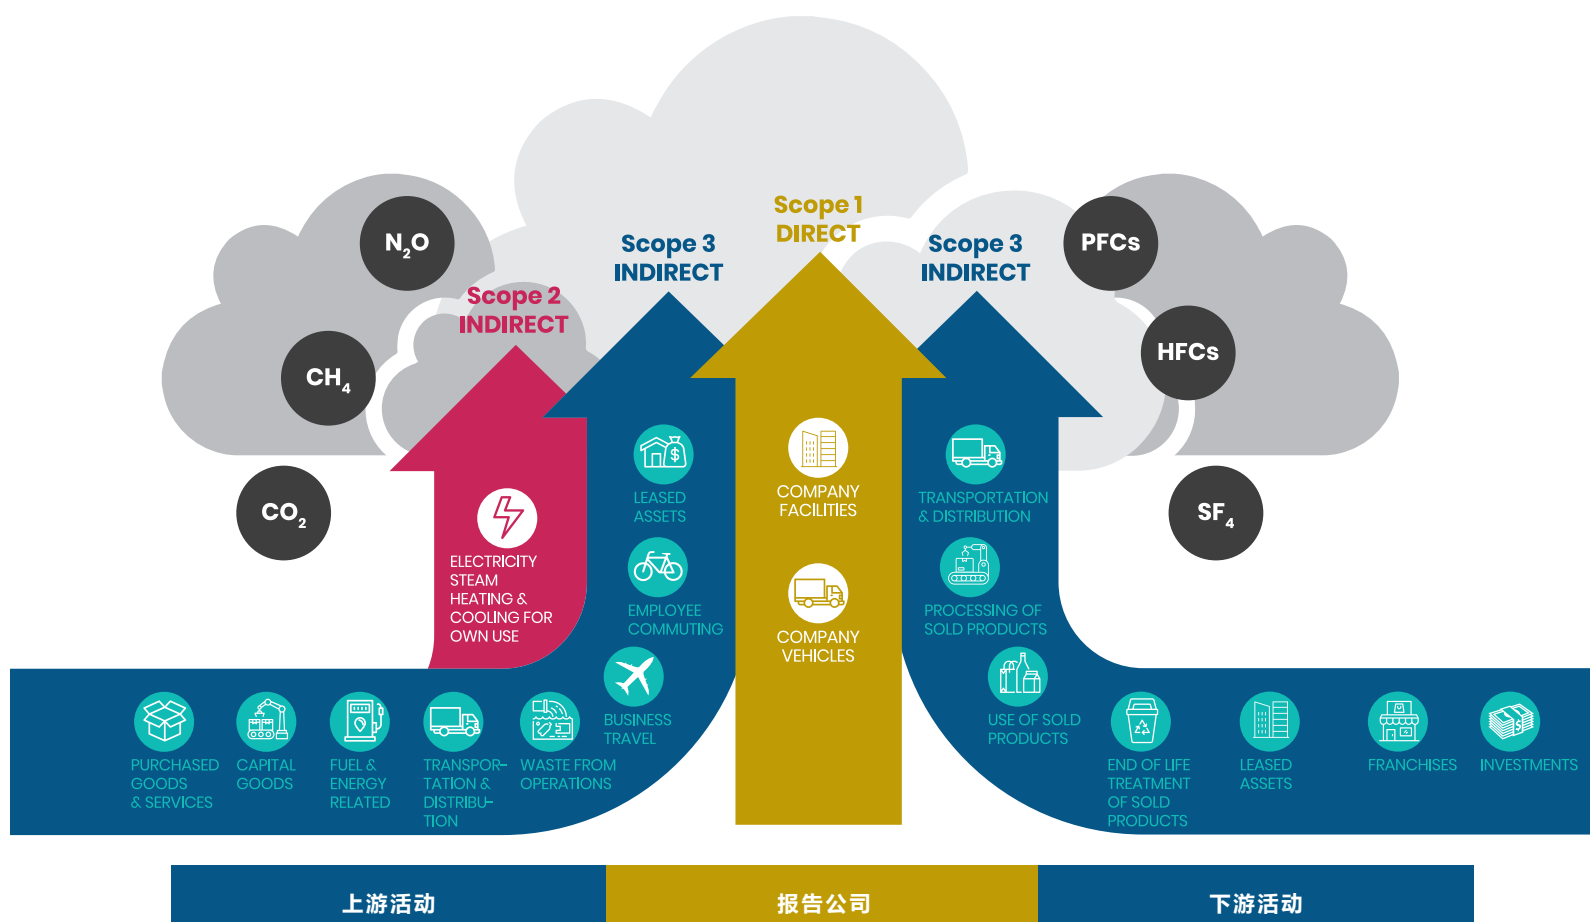 Scope 1
DIRECT
Scope 3
INDIRECT
Scope 3
INDIRECT
Scope 2
INDIRECT
N₂O
CH₄
CO₂
PFCs
HFCs
SF₄
ELECTRICITY
STEAM
HEATING &
COOLING FOR
OWN USE
LEASED
ASSETS
EMPLOYEE
COMMUTING
BUSINESS
TRAVEL
COMPANY
FACILITIES
COMPANY
VEHICLES
TRANSPORTATION
& DISTRIBUTION
PROCESSING OF
SOLD PRODUCTS
USE OF SOLD
PRODUCTS
PURCHASED
GOODS
& SERVICES
CAPITAL
GOODS
FUEL &
ENERGY
RELATED
TRANSPOR-
TATION &
DISTRIBU-
TION
WASTE FROM
OPERATIONS
END OF LIFE
TREATMENT
OF SOLD
PRODUCTS
LEASED
ASSETS
FRANCHISES
INVESTMENTS
上游活动
报告公司
下游活动